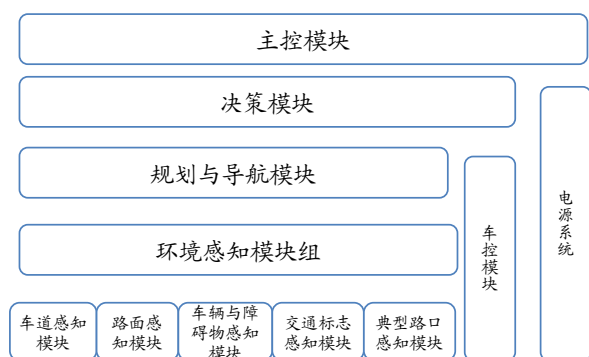 主控模块
决策模块
规划与导航模块
环境感知模块组
车道感知
模块
路面感
知模块
车辆与障
碍物感知
模块
交通标志
感知模块
典型路口
感知模块
车控模块
电源系统